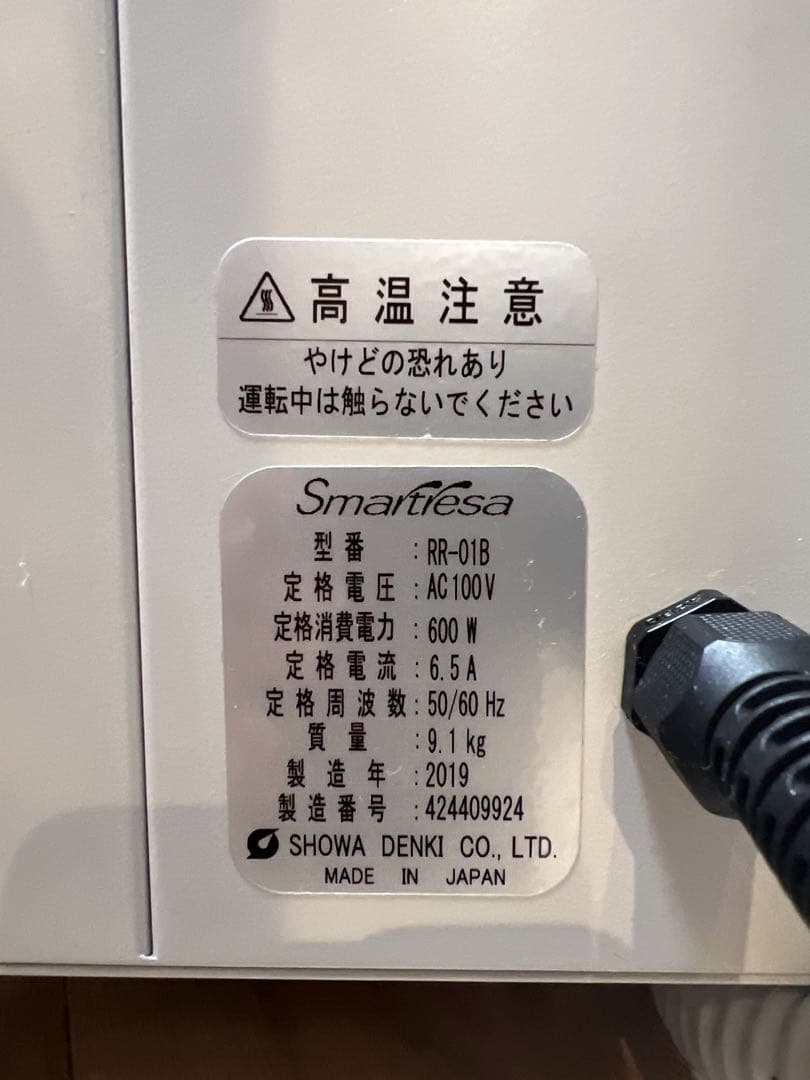 高温注意
やけどの恐れあり
運転中は触らないでください
Smartresa
型番 : RR-01B
定格電圧 : AC100V
定格消費電力 : 600 W
定格電流 : 6.5 A
定格周波数 : 50/60 Hz
質量 : 9.1 kg
製造年 : 2019
製造番号 : 424409924
SHOWA DENKI CO., LTD.
MADE IN JAPAN